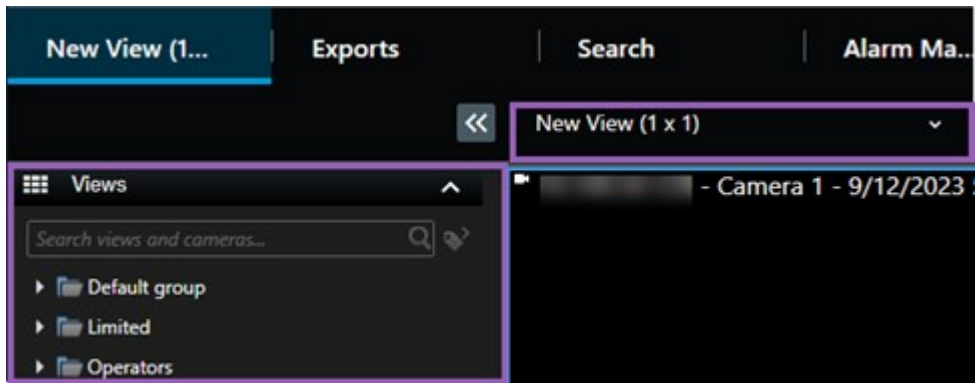 New View (1... Exports Search Alarm Ma...
New View (1 x 1)
Views
- Camera 1 - 9/12/2023
Search views and cameras...
Default group
Limited
Operators